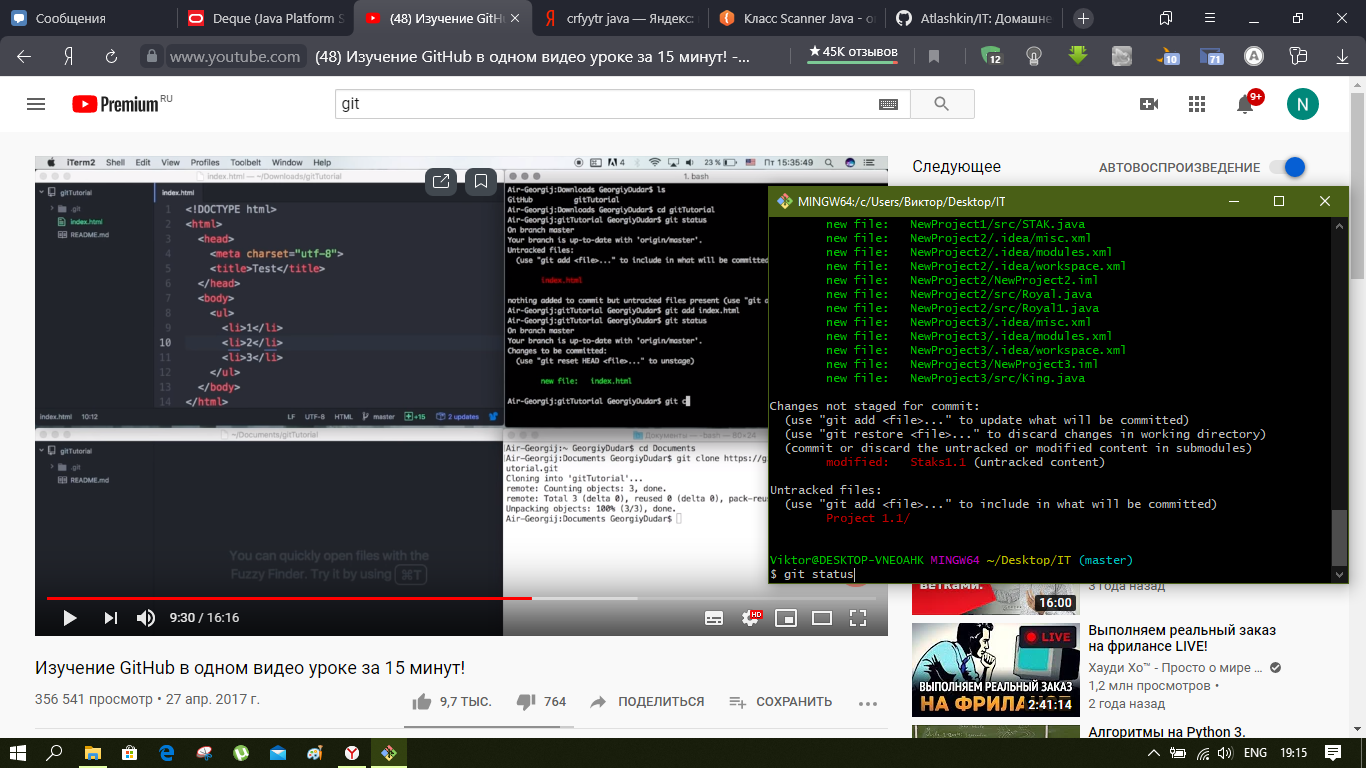 Сообщения
Deque (Java Platform S
(48) Изучение GitHu
crfyytr java — Яндекс:
Класс Scanner Java - о
Atlashkin/IT: Домашне
www.youtube.com
(48) Изучение GitHub в одном видео уроке за 15 минут! -...
★45K отзывов
12
10
71
A
Premium RU
git
9+
N
iTerm2 Shell Edit View Profiles Toolbelt Window Help
4
23 %
Пт 15:35:49
index.html — ~/Downloads/gitTutorial
gitTutorial
.git
index.html
README.md
index.html
1 <!DOCTYPE html>
2 <html>
3 <head>
4 <meta charset="utf-8">
5 <title>Test</title>
6 </head>
7 <body>
8 <ul>
9 <li>1</li>
10 <li>2</li>
11 <li>3</li>
12 </ul>
13 </body>
14 </html>
index.html 10:12
LF UTF-8 HTML master +15 2 updates
1. bash
Air-Georgij:Downloads GeorgiyDudar$ ls
GitHub gitTutorial
Air-Georgij:Downloads GeorgiyDudar$ cd gitTutorial
Air-Georgij:gitTutorial GeorgiyDudar$ git status
On branch master
Your branch is up-to-date with 'origin/master'.
Untracked files:
(use "git add <file>..." to include in what will be committed
index.html
nothing added to commit but untracked files present (use "git a
Air-Georgij:gitTutorial GeorgiyDudar$ git add index.html
Air-Georgij:gitTutorial GeorgiyDudar$ git status
On branch master
Your branch is up-to-date with 'origin/master'.
Changes to be committed:
(use "git reset HEAD <file>..." to unstage)
new file: index.html
Air-Georgij:gitTutorial GeorgiyDudar$ git c
~/Documents/gitTutorial
gitTutorial
.git
README.md
You can quickly open files with the
Fuzzy Finder. Try it by using ⌘T
Документы — -bash — 80×24
Air-Georgij:~ GeorgiyDudar$ cd Documents
Air-Georgij:Documents GeorgiyDudar$ git clone https://g
utorial.git
Cloning into 'gitTutorial'...
remote: Counting objects: 3, done.
remote: Total 3 (delta 0), reused 0 (delta 0), pack-reus
Unpacking objects: 100% (3/3), done.
Air-Georgij:Documents GeorgiyDudar$
9:30 / 16:16
HD
Изучение GitHub в одном видео уроке за 15 минут!
356 541 просмотр • 27 апр. 2017 г.
9,7 ТЫС.
764
ПОДЕЛИТЬСЯ
СОХРАНИТЬ
Следующее
АВТОВОСПРОИЗВЕДЕНИЕ
MINGW64:/c/Users/Виктор/Desktop/IT
new file: NewProject1/src/STAK.java
new file: NewProject2/.idea/misc.xml
new file: NewProject2/.idea/modules.xml
new file: NewProject2/.idea/workspace.xml
new file: NewProject2/NewProject2.iml
new file: NewProject2/src/Royal.java
new file: NewProject2/src/Royal1.java
new file: NewProject3/.idea/misc.xml
new file: NewProject3/.idea/modules.xml
new file: NewProject3/.idea/workspace.xml
new file: NewProject3/NewProject3.iml
new file: NewProject3/src/King.java
Changes not staged for commit:
(use "git add <file>..." to update what will be committed)
(use "git restore <file>..." to discard changes in working directory)
(commit or discard the untracked or modified content in submodules)
modified: Staks1.1 (untracked content)
Untracked files:
(use "git add <file>..." to include in what will be committed)
Project 1.1/
Viktor@DESKTOP-VNEOAHK MINGW64 ~/Desktop/IT (master)
$ git status
ветками.
16:00
3 года назад
LIVE
ВЫПОЛНЯЕМ РЕАЛЬНЫЙ ЗАКАЗ
НА ФРИЛАНСЕ
2:41:14
Выполняем реальный заказ
на фрилансе LIVE!
Хауди Хо™ - Просто о мире ...
1,2 млн просмотров •
2 года назад
Алгоритмы на Python 3.
ENG
19:15